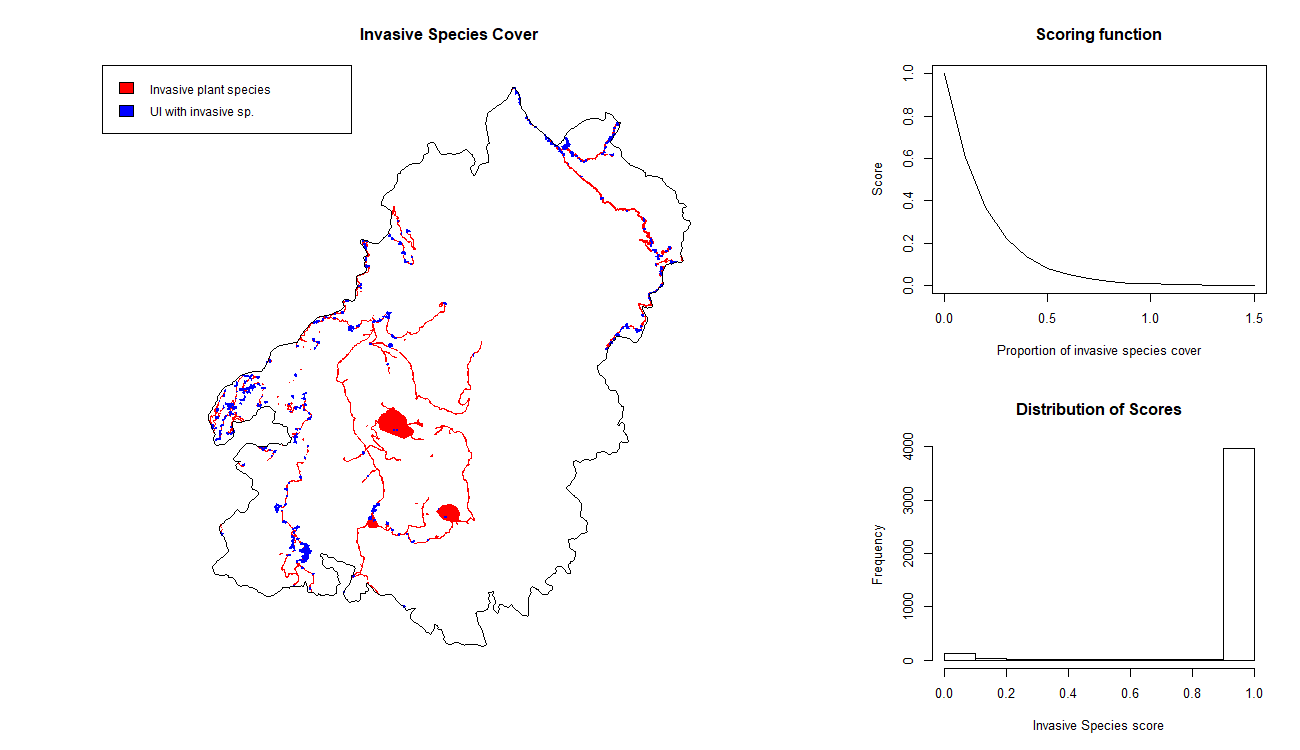 Invasive Species Cover
Invasive plant species
UI with invasive sp.
Scoring function
Score
1.0
0.8
0.6
0.4
0.2
0.0
0.0 0.5 1.0 1.5
Proportion of invasive species cover
Distribution of Scores
Frequency
4000
3000
2000
1000
0
0.0 0.2 0.4 0.6 0.8 1.0
Invasive Species score